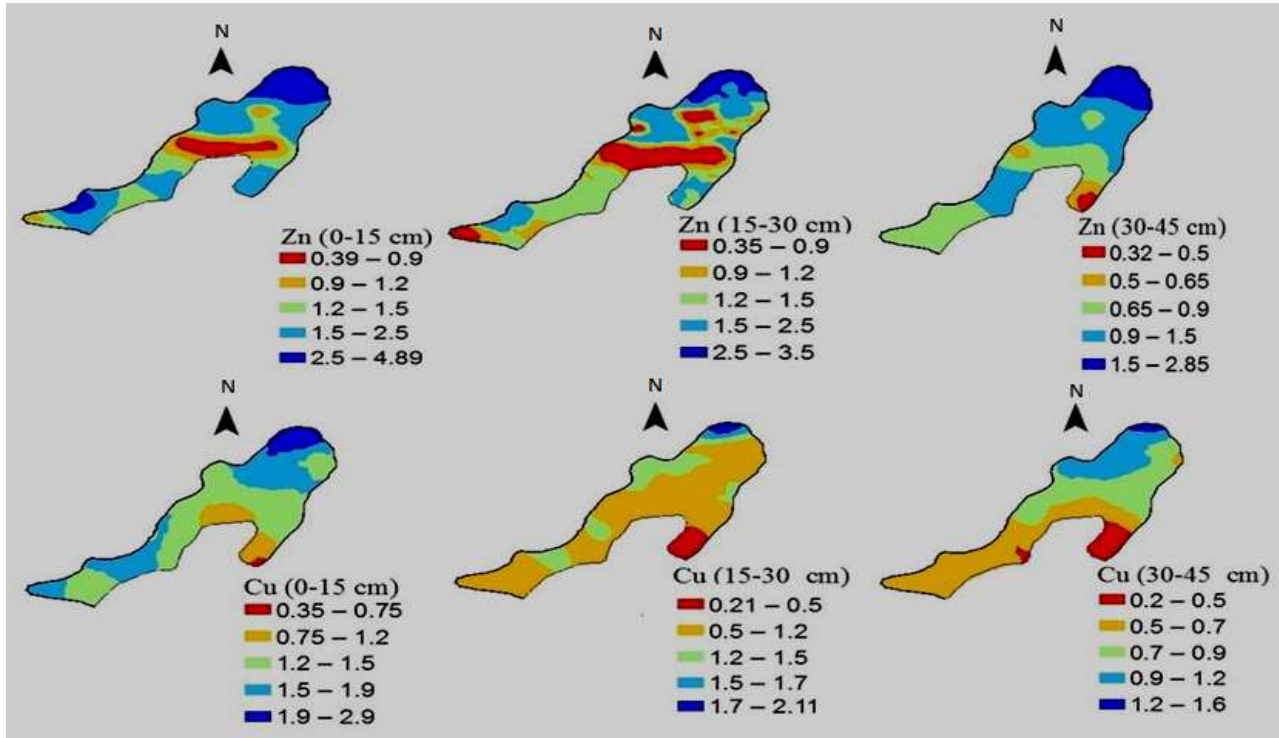 N
N
N
Zn (0-15 cm)
0.39 – 0.9
0.9 – 1.2
1.2 – 1.5
1.5 – 2.5
2.5 – 4.89
Zn (15-30 cm)
0.35 – 0.9
0.9 – 1.2
1.2 – 1.5
1.5 – 2.5
2.5 – 3.5
Zn (30-45 cm)
0.32 – 0.5
0.5 – 0.65
0.65 – 0.9
0.9 – 1.5
1.5 – 2.85
N
N
N
Cu (0-15 cm)
0.35 – 0.75
0.75 – 1.2
1.2 – 1.5
1.5 – 1.9
1.9 – 2.9
Cu (15-30 cm)
0.21 – 0.5
0.5 – 1.2
1.2 – 1.5
1.5 – 1.7
1.7 – 2.11
Cu (30-45 cm)
0.2 – 0.5
0.5 – 0.7
0.7 – 0.9
0.9 – 1.2
1.2 – 1.6